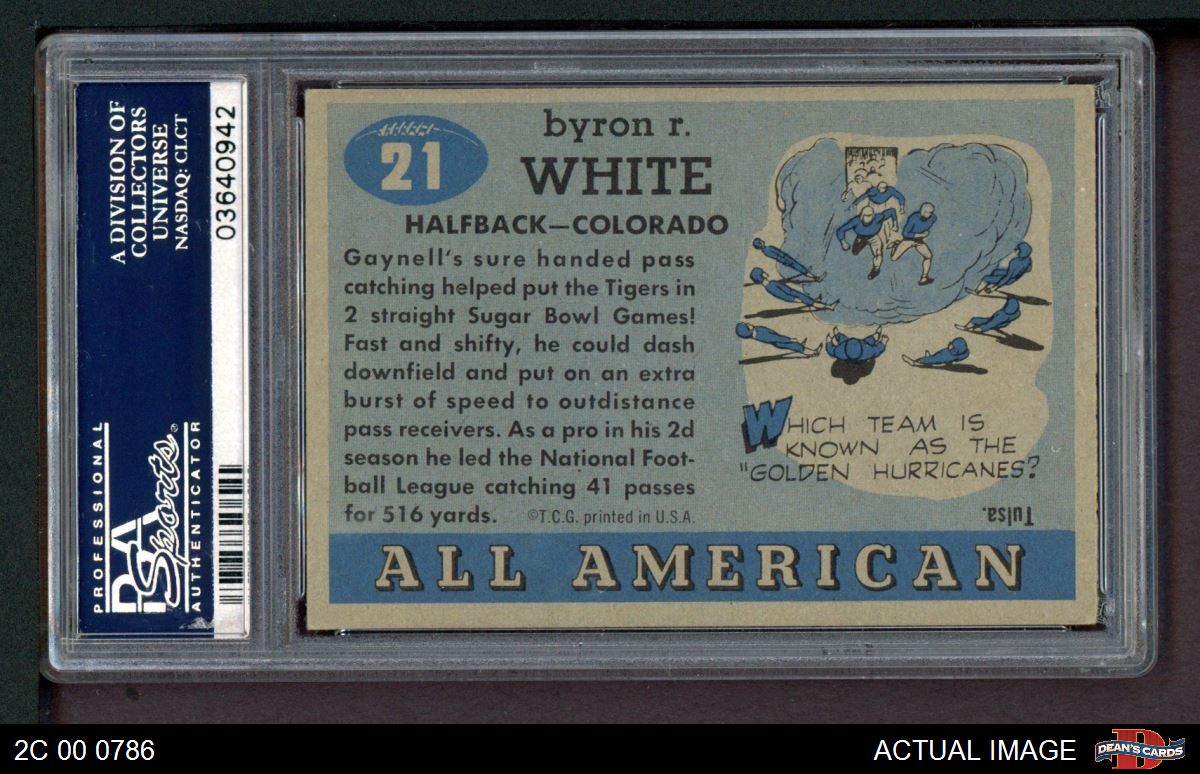 A DIVISION OF
COLLECTORS
UNIVERSE
NASDAQ: CLCT
03640942
PROFESSIONAL
PSA
Sports®
AUTHENTICATOR
21
byron r.
WHITE
HALFBACK—COLORADO
Gaynell's sure handed pass
catching helped put the Tigers in
2 straight Sugar Bowl Games!
Fast and shifty, he could dash
downfield and put on an extra
burst of speed to outdistance
pass receivers. As a pro in his 2d
season he led the National Foot-
ball League catching 41 passes
for 516 yards. ©T.C.G. printed in U.S.A.
WHICH TEAM IS
KNOWN AS THE
"GOLDEN HURRICANES?
Tulsa.
ALL AMERICAN
2C 00 0786
ACTUAL IMAGE
DEAN'S CARDS